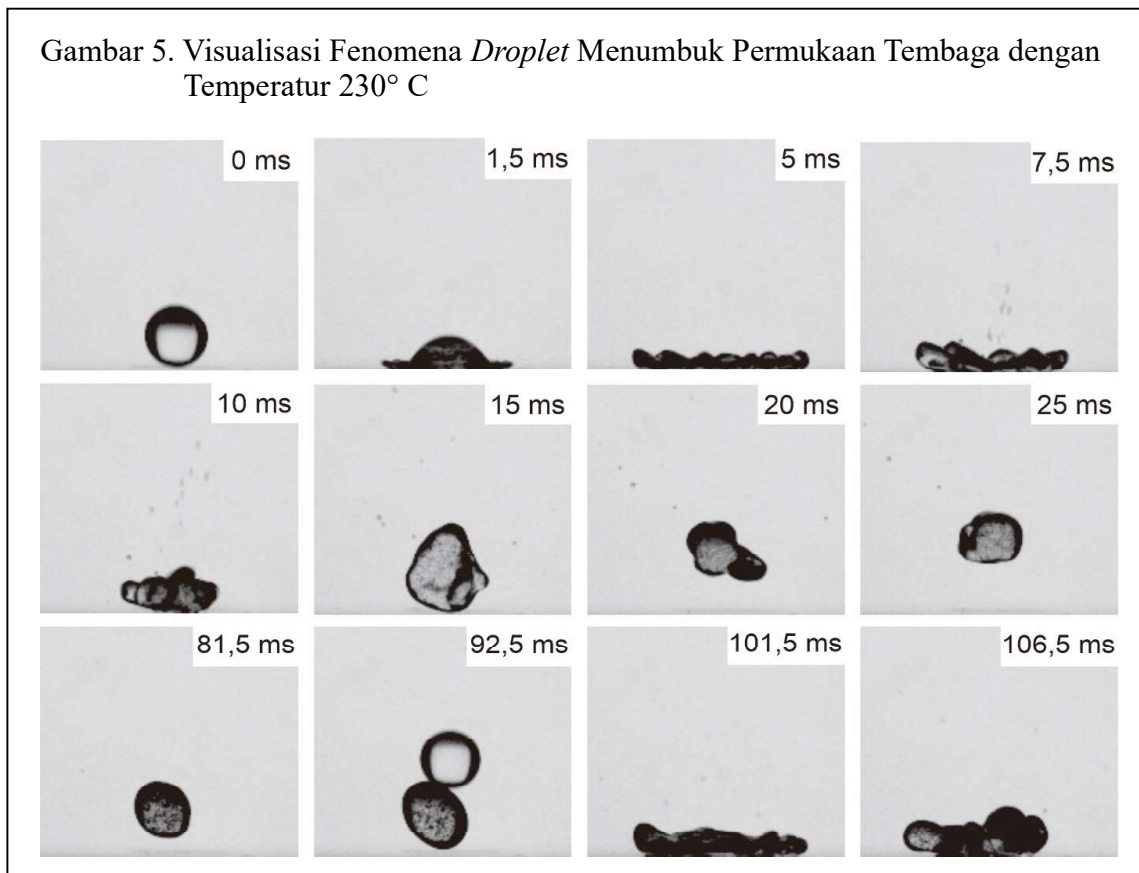 Gambar 5. Visualisasi Fenomena Droplet Menumbuk Permukaan Tembaga dengan
Temperatur 230° C
0 ms
1,5 ms
5 ms
7,5 ms
10 ms
15 ms
20 ms
25 ms
81,5 ms
92,5 ms
101,5 ms
106,5 ms